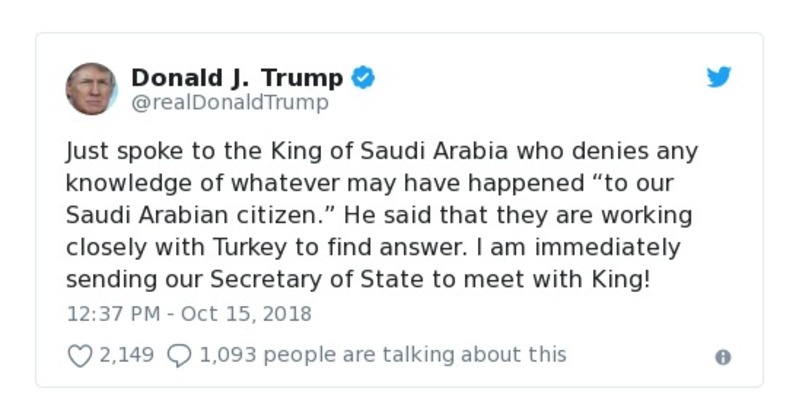 Donald J. Trump
@realDonaldTrump
Just spoke to the King of Saudi Arabia who denies any
knowledge of whatever may have happened “to our
Saudi Arabian citizen.” He said that they are working
closely with Turkey to find answer. I am immediately
sending our Secretary of State to meet with King!
12:37 PM - Oct 15, 2018
2,149 1,093 people are talking about this